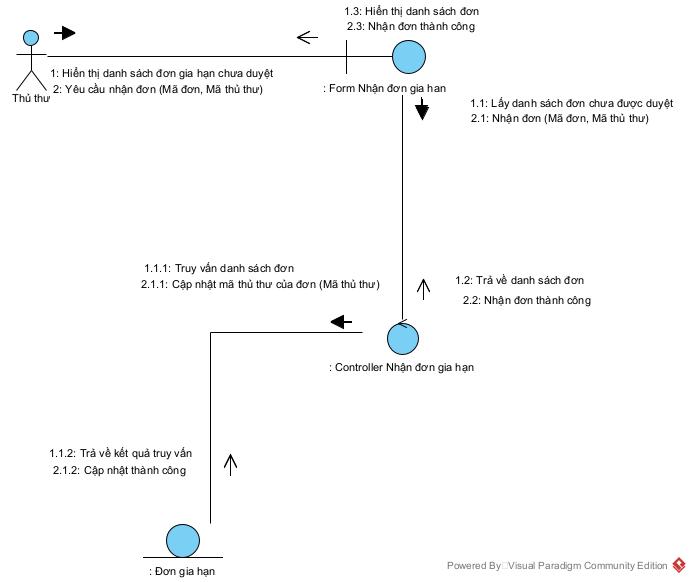 1.3: Hiển thị danh sách đơn
2.3: Nhận đơn thành công
1: Hiển thị danh sách đơn gia hạn chưa duyệt
2: Yêu cầu nhận đơn (Mã đơn, Mã thủ thư)
Thủ thư
: Form Nhận đơn gia han
1.1: Lấy danh sách đơn chưa được duyệt
2.1: Nhận đơn (Mã đơn, Mã thủ thư)
1.1.1: Truy vấn danh sách đơn
2.1.1: Cập nhật mã thủ thư của đơn (Mã thủ thư)
1.2: Trả về danh sách đơn
2.2: Nhận đơn thành công
: Controller Nhận đơn gia hạn
1.1.2: Trả về kết quả truy vấn
2.1.2: Cập nhật thành công
: Đơn gia hạn
Powered By Visual Paradigm Community Edition